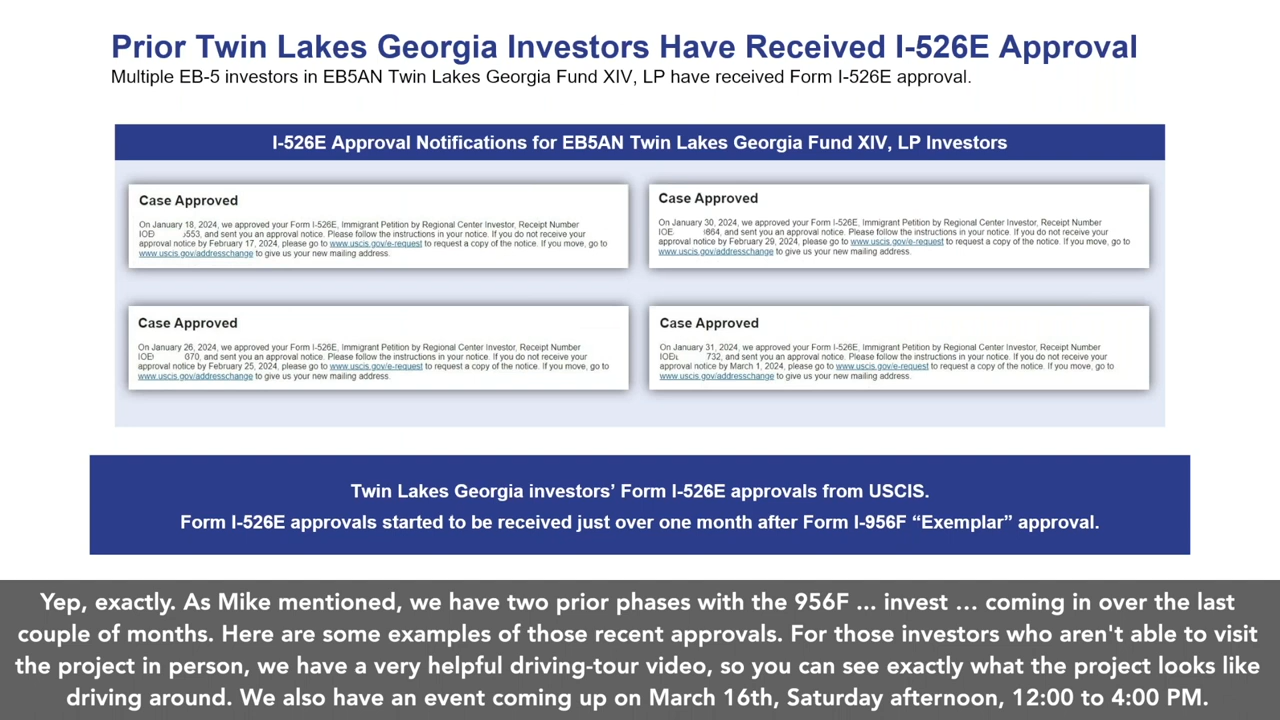 Prior Twin Lakes Georgia Investors Have Received I-526E Approval
Multiple EB-5 investors in EB5AN Twin Lakes Georgia Fund XIV, LP have received Form I-526E approval.
I-526E Approval Notifications for EB5AN Twin Lakes Georgia Fund XIV, LP Investors
Case Approved
On January 18, 2024, we approved your Form I-526E, Immigrant Petition by Regional Center Investor, Receipt Number
IOE 553, and sent you an approval notice. Please follow the instructions in your notice. If you do not receive your
approval notice by February 17, 2024, please go to www.uscis.gov/e-request to request a copy of the notice. If you move, go to
www.uscis.gov/addresschange to give us your new mailing address.
Case Approved
On January 30, 2024, we approved your Form I-526E, Immigrant Petition by Regional Center Investor, Receipt Number
IOE 864, and sent you an approval notice. Please follow the instructions in your notice. If you do not receive your
approval notice by February 29, 2024, please go to www.uscis.gov/e-request to request a copy of the notice. If you move, go to
www.uscis.gov/addresschange to give us your new mailing address.
Case Approved
On January 26, 2024, we approved your Form I-526E, Immigrant Petition by Regional Center Investor, Receipt Number
IOE 070, and sent you an approval notice. Please follow the instructions in your notice. If you do not receive your
approval notice by February 25, 2024, please go to www.uscis.gov/e-request to request a copy of the notice. If you move, go to
www.uscis.gov/addresschange to give us your new mailing address.
Case Approved
On January 31, 2024, we approved your Form I-526E, Immigrant Petition by Regional Center Investor, Receipt Number
IOE 732, and sent you an approval notice. Please follow the instructions in your notice. If you do not receive your
approval notice by March 1, 2024, please go to www.uscis.gov/e-request to request a copy of the notice. If you move, go to
www.uscis.gov/addresschange to give us your new mailing address.
Twin Lakes Georgia investors’ Form I-526E approvals from USCIS.
Form I-526E approvals started to be received just over one month after Form I-956F “Exemplar” approval.
Yep, exactly. As Mike mentioned, we have two prior phases with the 956F ... invest ... coming in over the last
couple of months. Here are some examples of those recent approvals. For those investors who aren't able to visit
the project in person, we have a very helpful driving-tour video, so you can see exactly what the project looks like
driving around. We also have an event coming up on March 16th, Saturday afternoon, 12:00 to 4:00 PM.